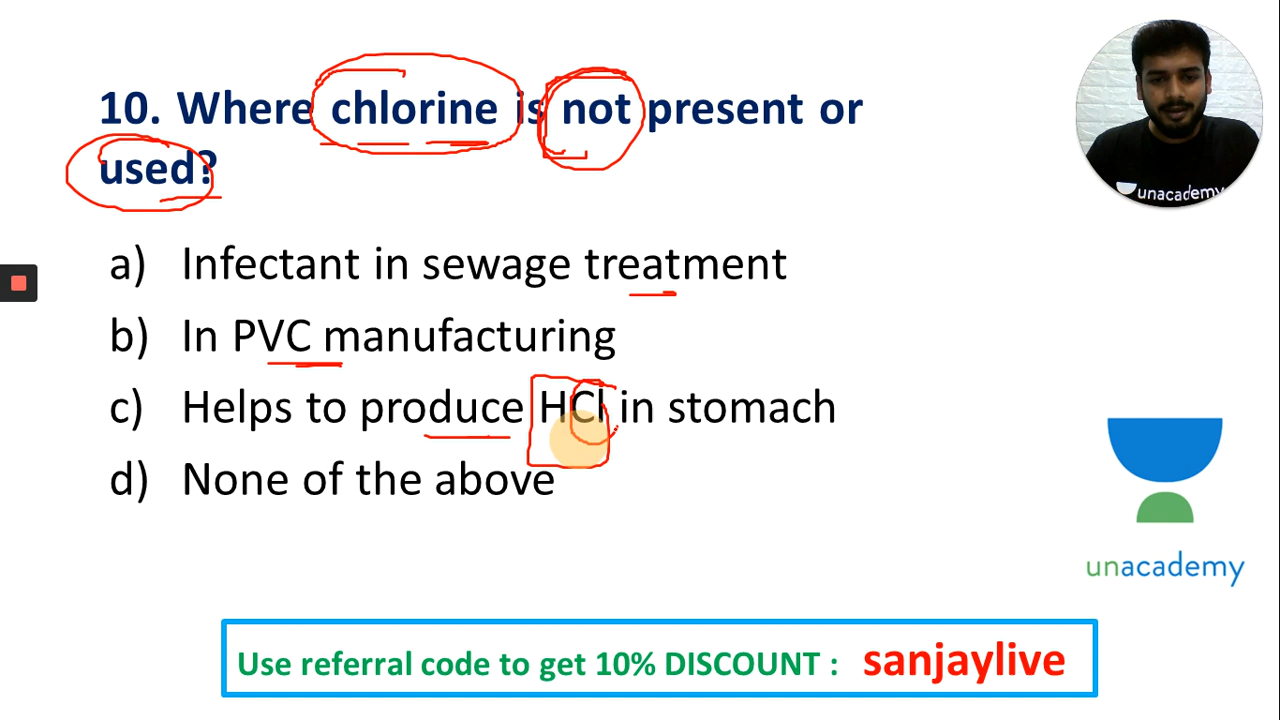 10. Where chlorine is not present or
used?
unacademy
a) Infectant in sewage treatment
b) In PVC manufacturing
c) Helps to produce HCl in stomach
d) None of the above
unacademy
Use referral code to get 10% DISCOUNT : sanjaylive